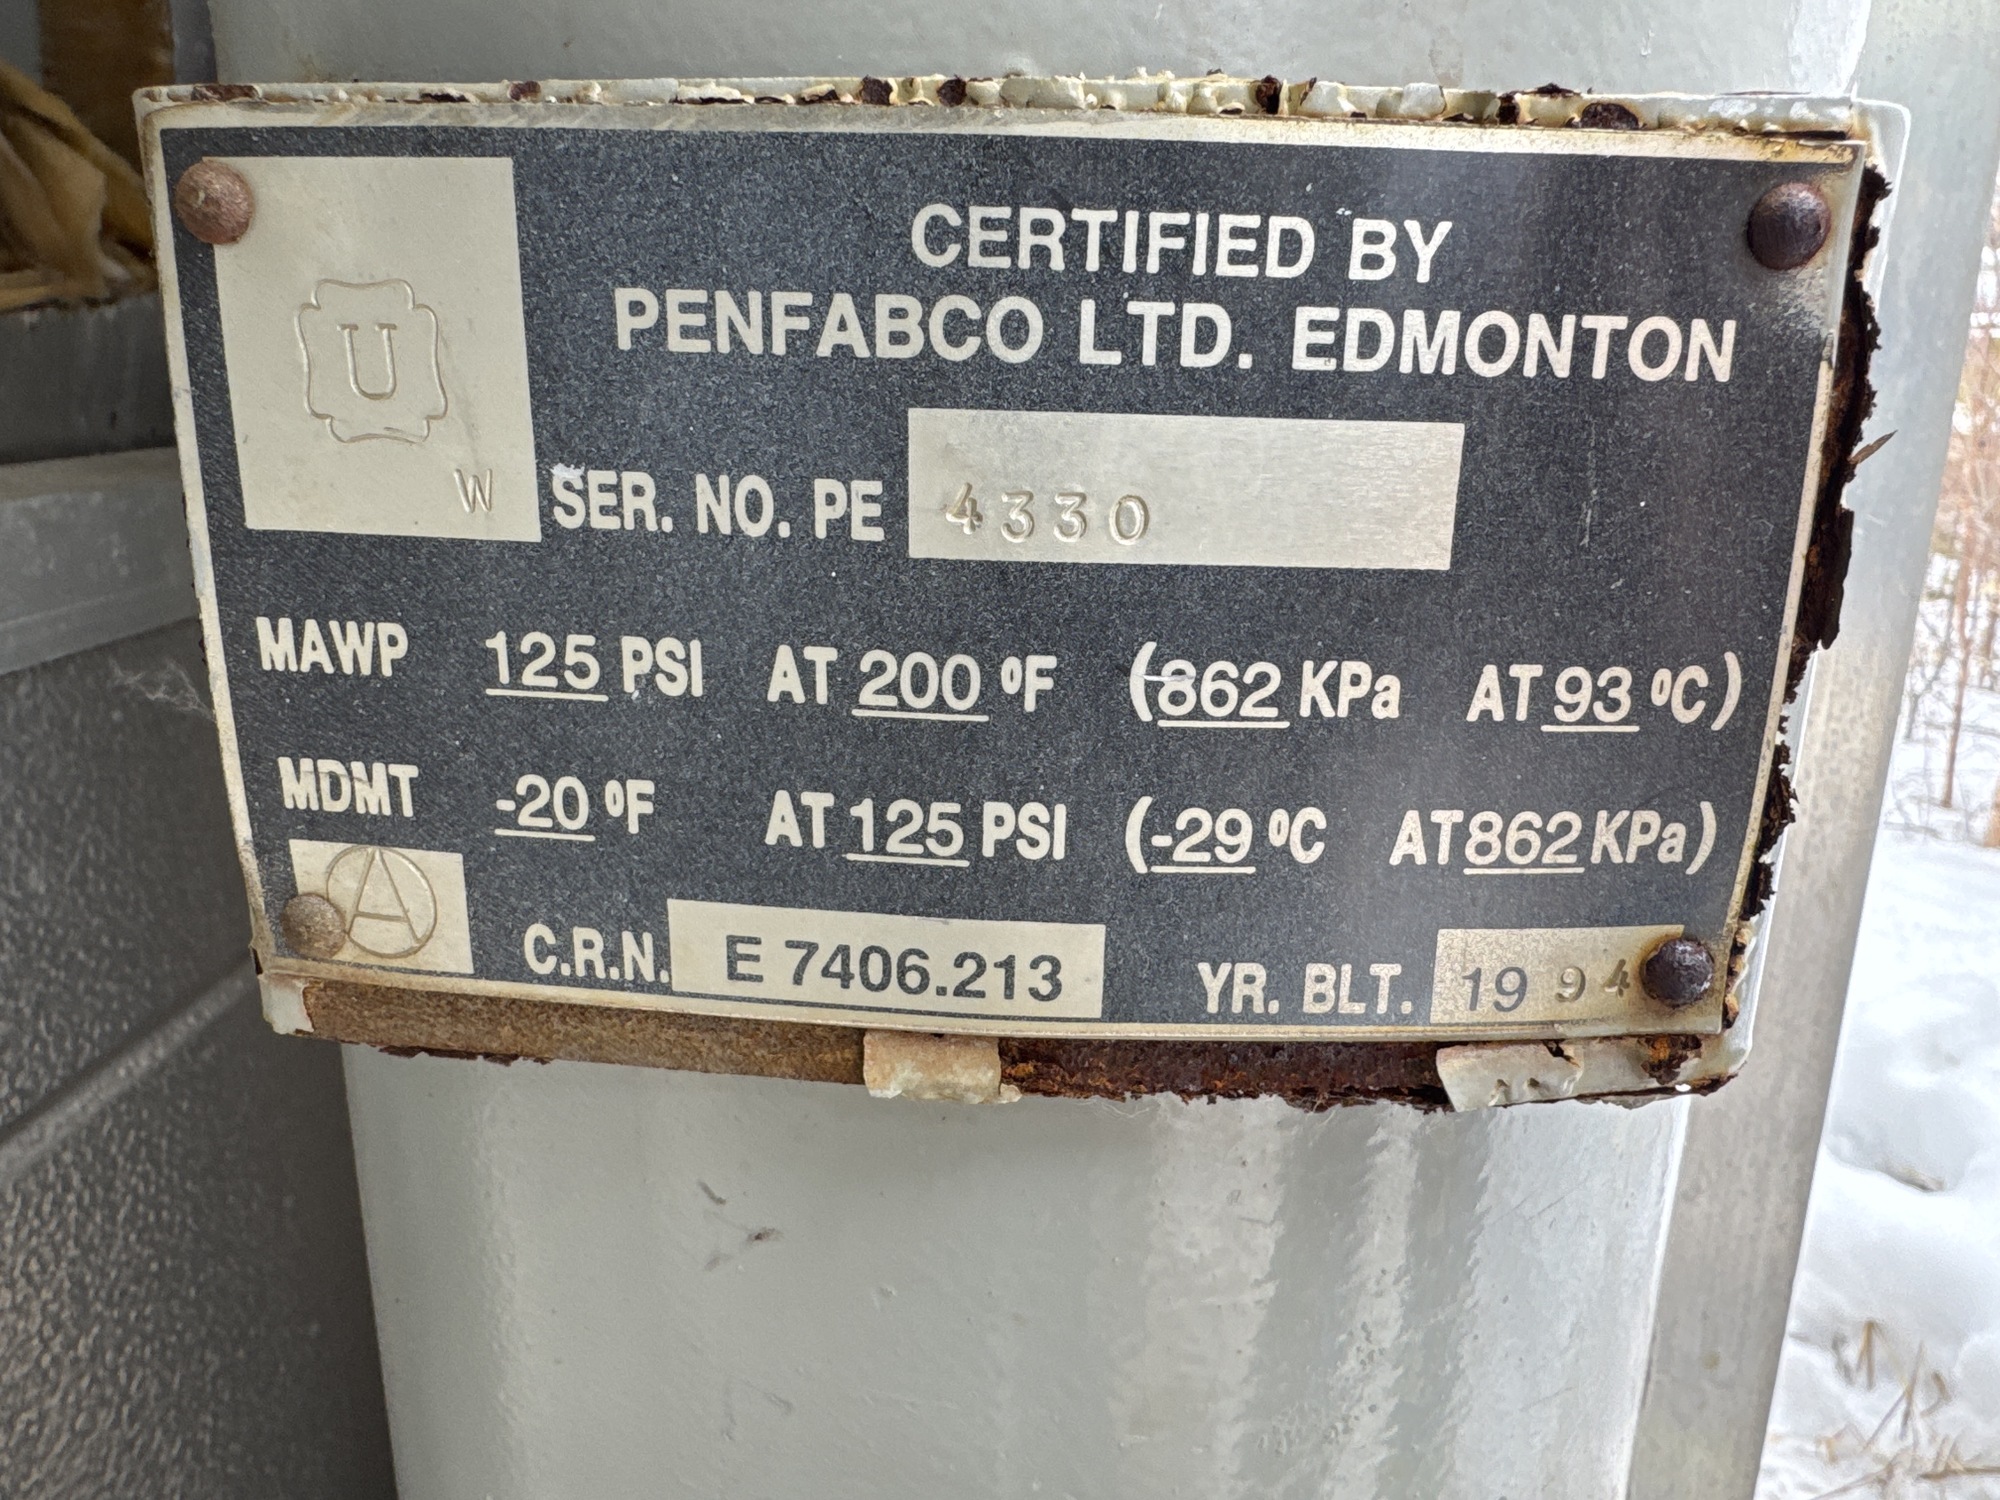 CERTIFIED BY
PENFABCO LTD. EDMONTON
U
W
SER. NO. PE 4330
MAWP 125 PSI AT 200 ºF (862 KPa AT 93 ºC)
MDMT -20 ºF AT 125 PSI (-29 ºC AT 862 KPa)
A
C.R.N. E 7406.213 YR. BLT. 1994